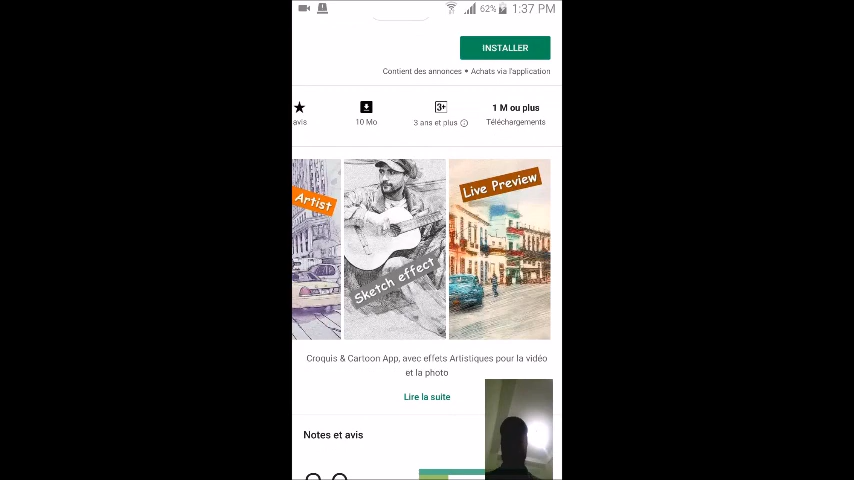 62% 1:37 PM
INSTALLER
Contient des annonces • Achats via l'application
avis
10 Mo
3+
3 ans et plus
1 M ou plus
Téléchargements
Artist
Sketch effect
Live Preview
Croquis & Cartoon App, avec effets Artistiques pour la vidéo
et la photo
Lire la suite
Notes et avis